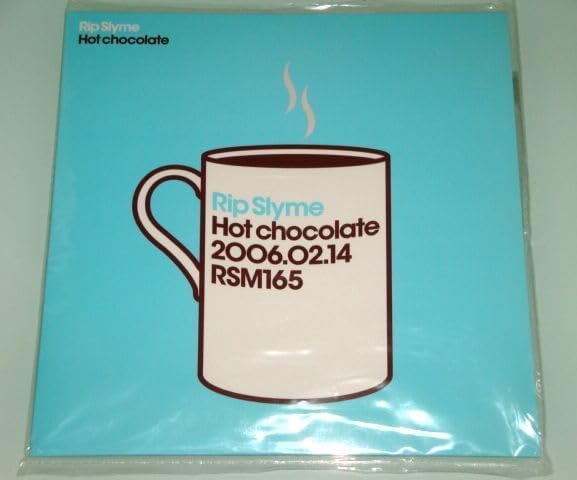 Rip Slyme
Hot chocolate
Rip Slyme
Hot chocolate
2006.02.14
RSM165